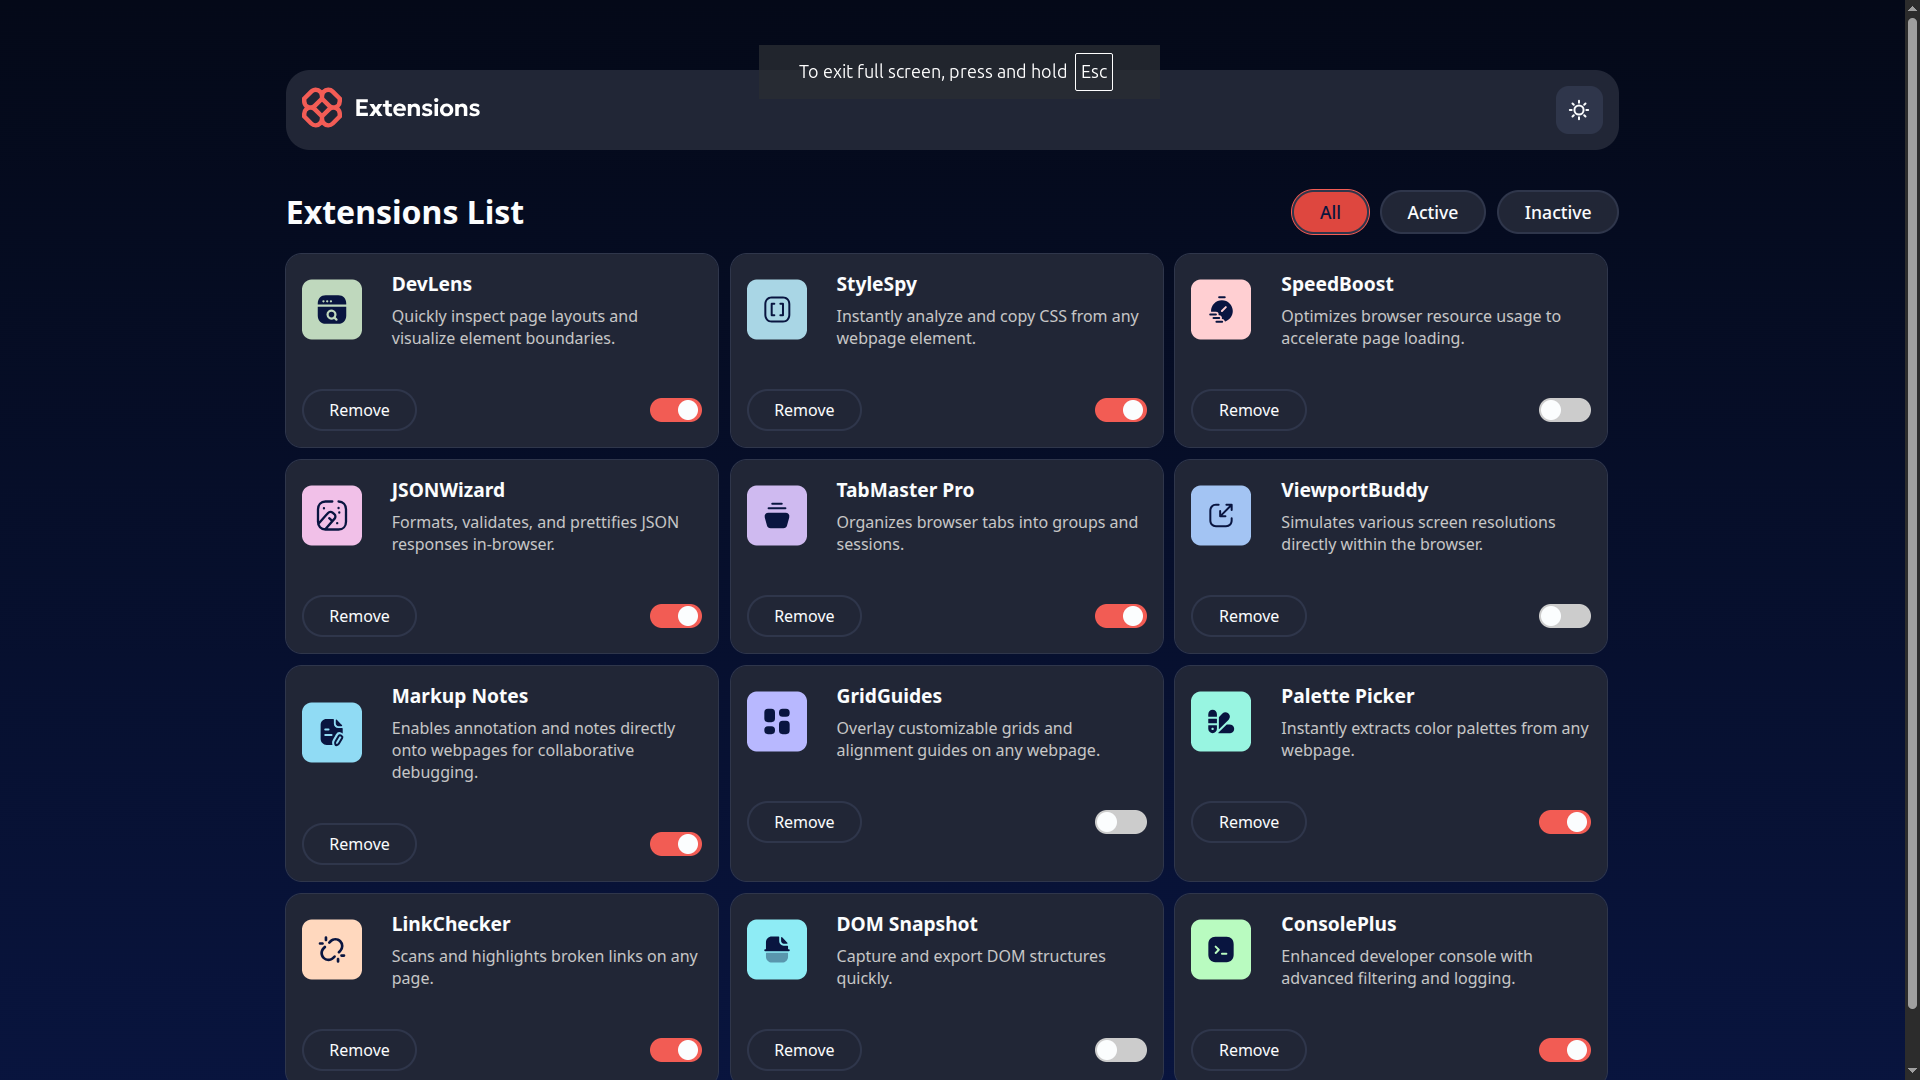 To exit full screen, press and hold Esc
Extensions
Extensions List
All
Active
Inactive
DevLens
Quickly inspect page layouts and
visualize element boundaries.
Remove
StyleSpy
Instantly analyze and copy CSS from any
webpage element.
Remove
SpeedBoost
Optimizes browser resource usage to
accelerate page loading.
Remove
JSONWizard
Formats, validates, and prettifies JSON
responses in-browser.
Remove
TabMaster Pro
Organizes browser tabs into groups and
sessions.
Remove
ViewportBuddy
Simulates various screen resolutions
directly within the browser.
Remove
Markup Notes
Enables annotation and notes directly
onto webpages for collaborative
debugging.
Remove
GridGuides
Overlay customizable grids and
alignment guides on any webpage.
Remove
Palette Picker
Instantly extracts color palettes from any
webpage.
Remove
LinkChecker
Scans and highlights broken links on any
page.
Remove
DOM Snapshot
Capture and export DOM structures
quickly.
Remove
ConsolePlus
Enhanced developer console with
advanced filtering and logging.
Remove